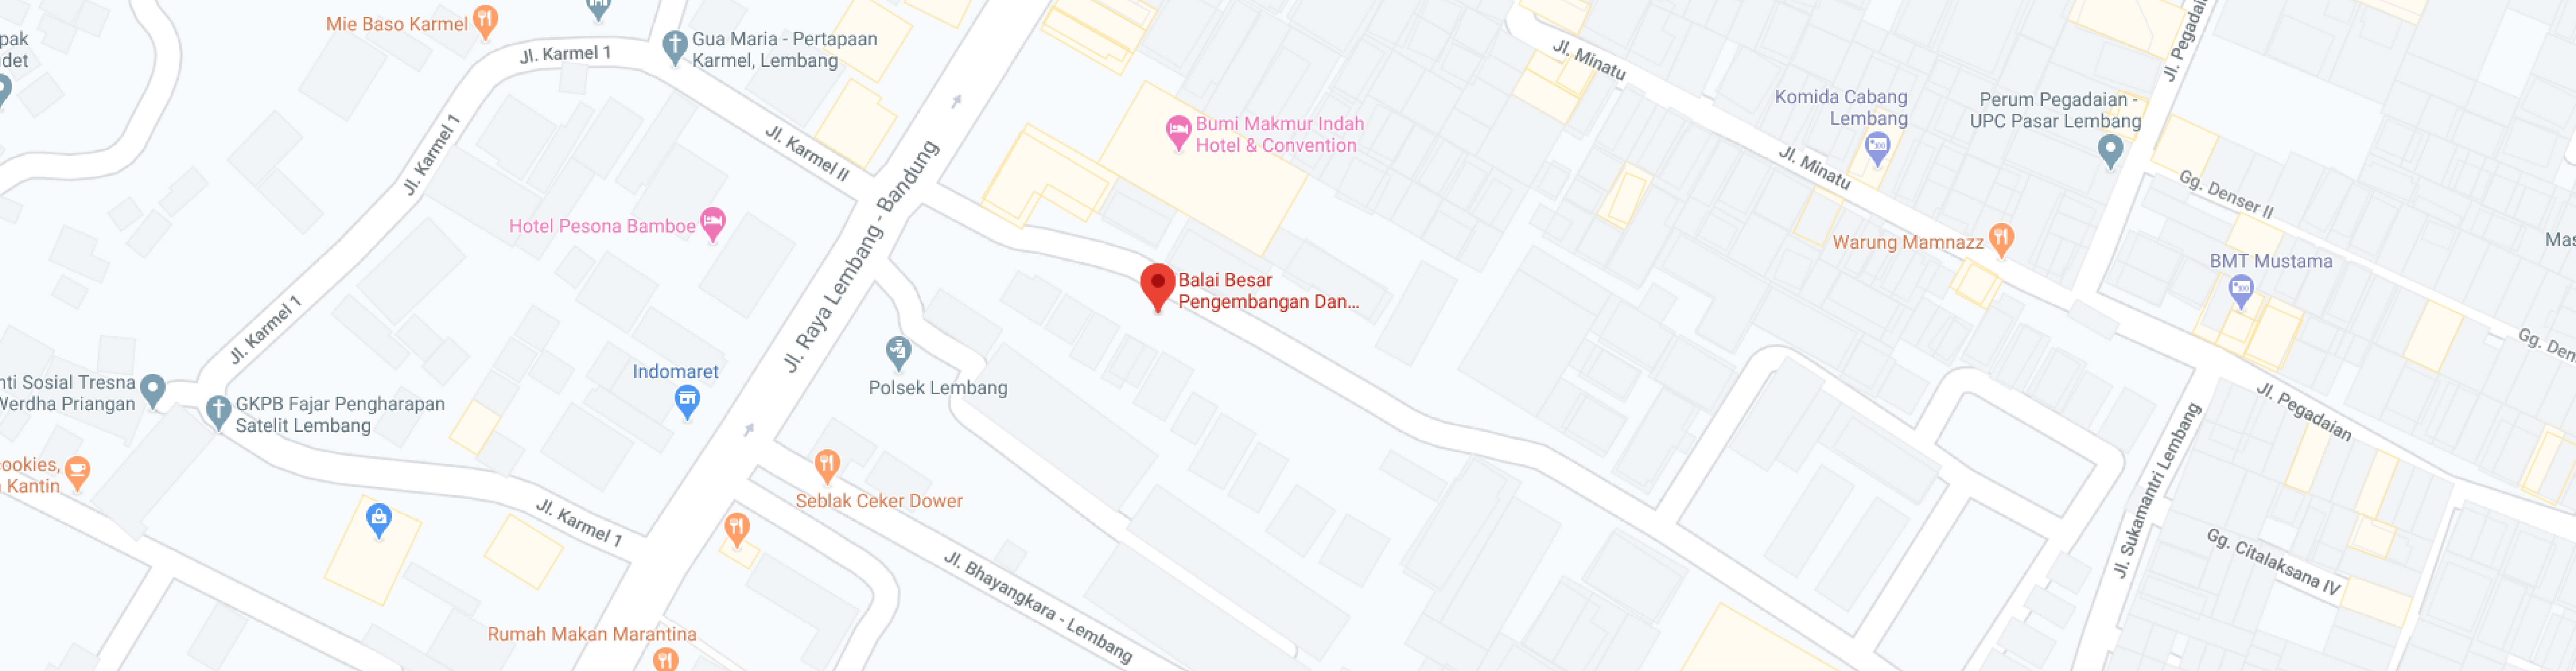 Mie Baso Karmel
pak
det
Jl. Karmel 1
Gua Maria - Pertapaan
Karmel, Lembang
Jl. Karmel 1
Jl. Karmel II
Jl. Raya Lembang - Bandung
Bumi Makmur Indah
Hotel & Convention
Hotel Pesona Bamboe
Jl. Minatu
Komida Cabang
Lembang
Jl. Minatu
Perum Pegadaian -
UPC Pasar Lembang
Jl. Pegadai
Gg. Denser II
Warung Mamnazz
BMT Mustama
Mas
Balai Besar
Pengembangan Dan...
Jl. Karmel 1
Polsek Lembang
Indomaret
nti Sosial Tresna
Werdha Priangan
GKPB Fajar Pengharapan
Satelit Lembang
cookies,
Kantin
Jl. Karmel 1
Seblak Ceker Dower
Jl. Bhayangkara - Lembang
Rumah Makan Marantina
Gg. Den
Jl. Pegadaian
Jl. Sukamantri Lembang
Gg. Citalaksana IV